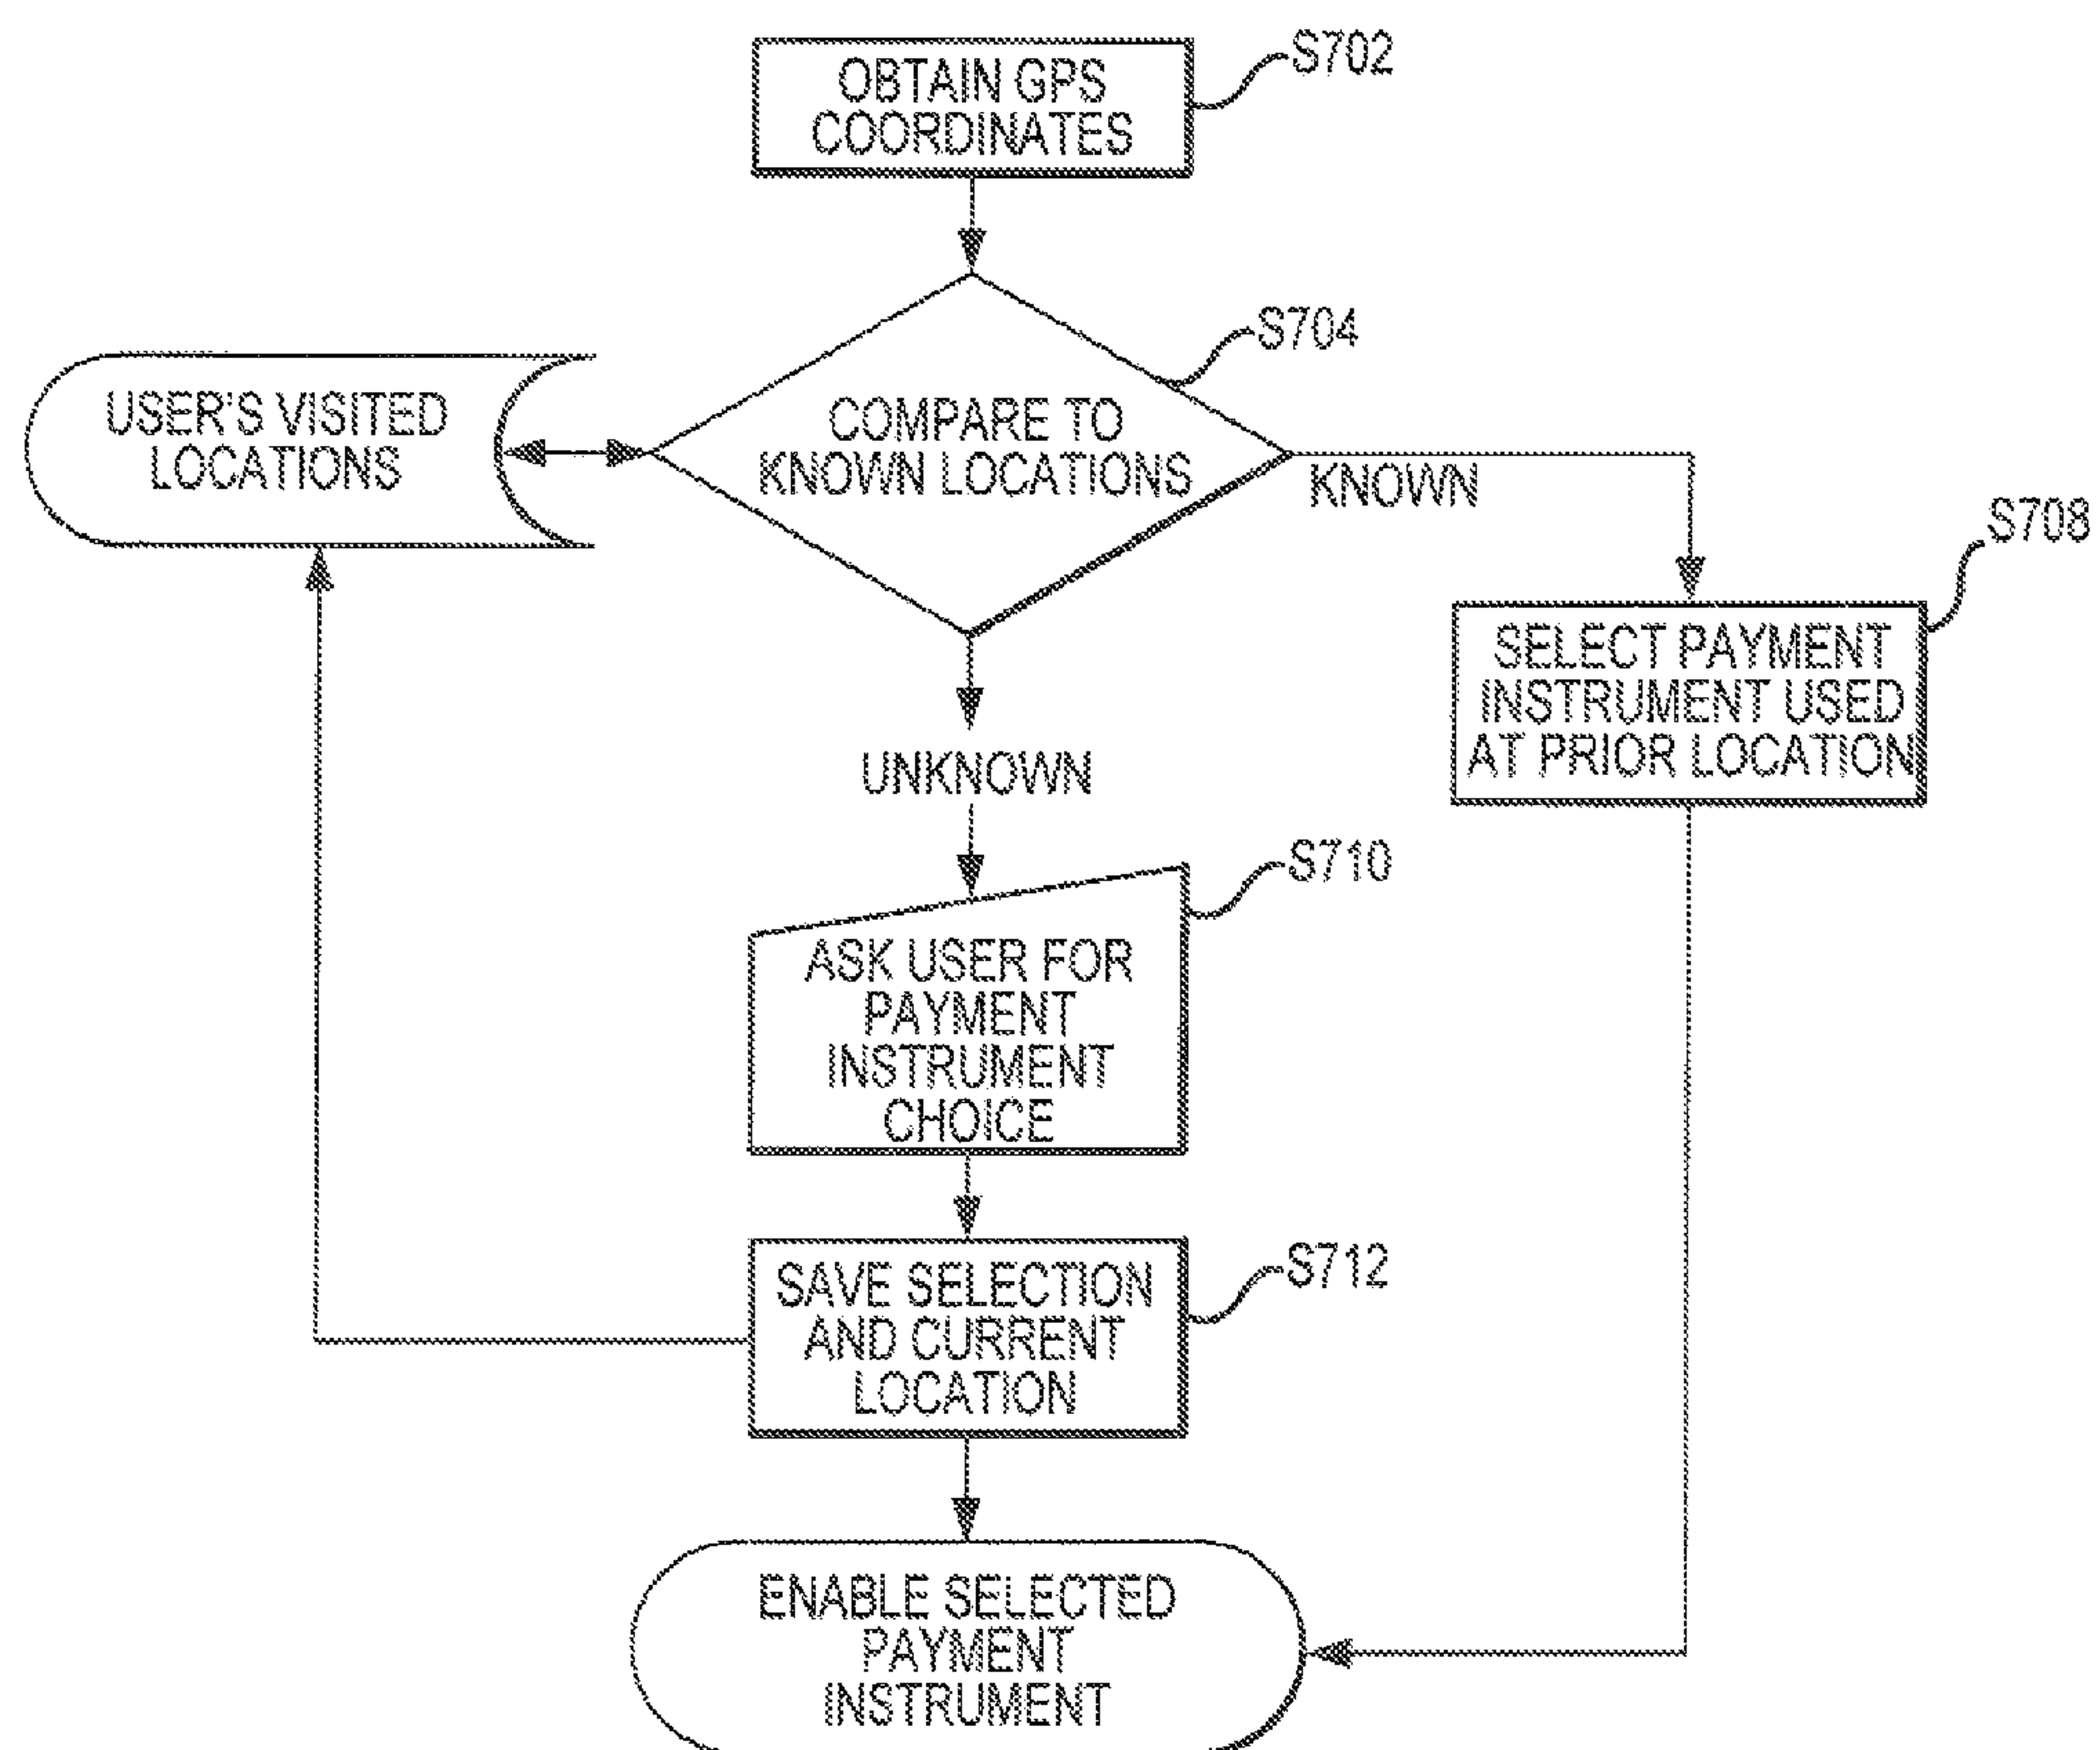 OBTAIN GPS
COORDINATES
S702
S704
USER'S VISITED
LOCATIONS
COMPARE TO
KNOWN LOCATIONS
KNOWN
S708
SELECT PAYMENT
INSTRUMENT USED
AT PRIOR LOCATION
UNKNOWN
S710
ASK USER FOR
PAYMENT
INSTRUMENT
CHOICE
S712
SAVE SELECTION
AND CURRENT
LOCATION
ENABLE SELECTED
PAYMENT
INSTRUMENT